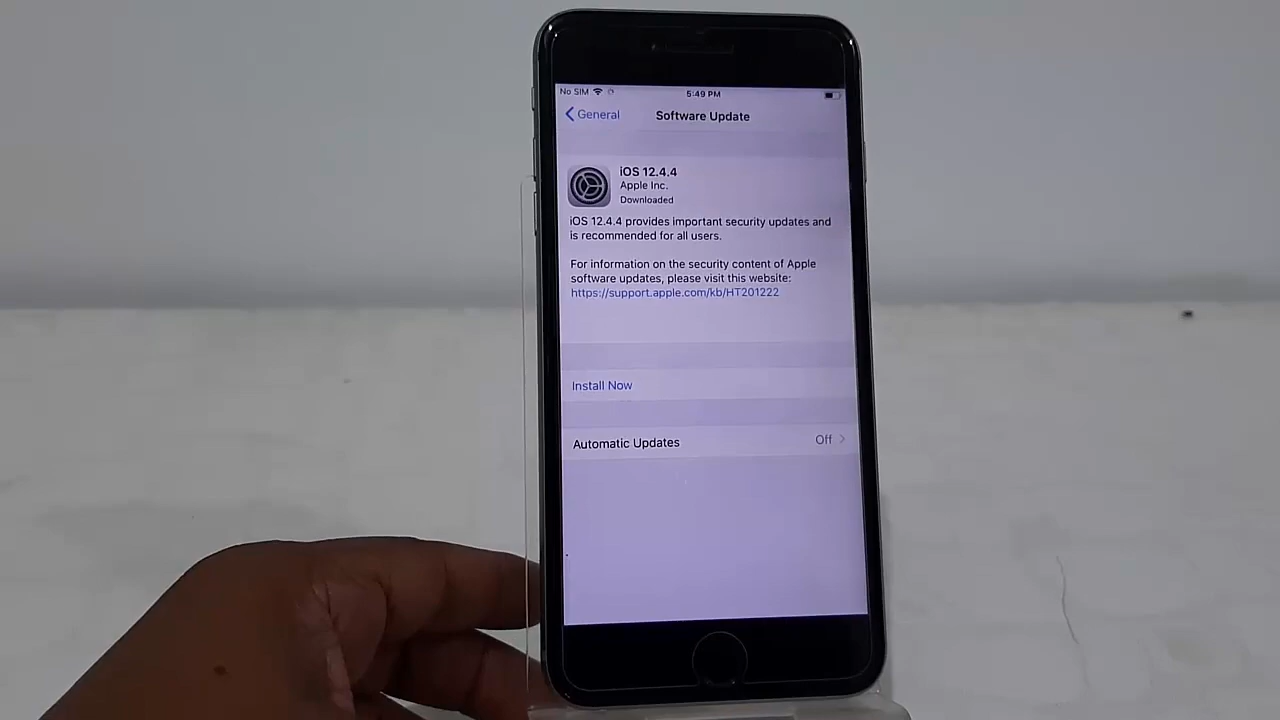 No SIM 5:49 PM
General Software Update
iOS 12.4.4
Apple Inc.
Downloaded
iOS 12.4.4 provides important security updates and
is recommended for all users.
For information on the security content of Apple
software updates, please visit this website:
https://support.apple.com/kb/HT201222
Install Now
Automatic Updates Off